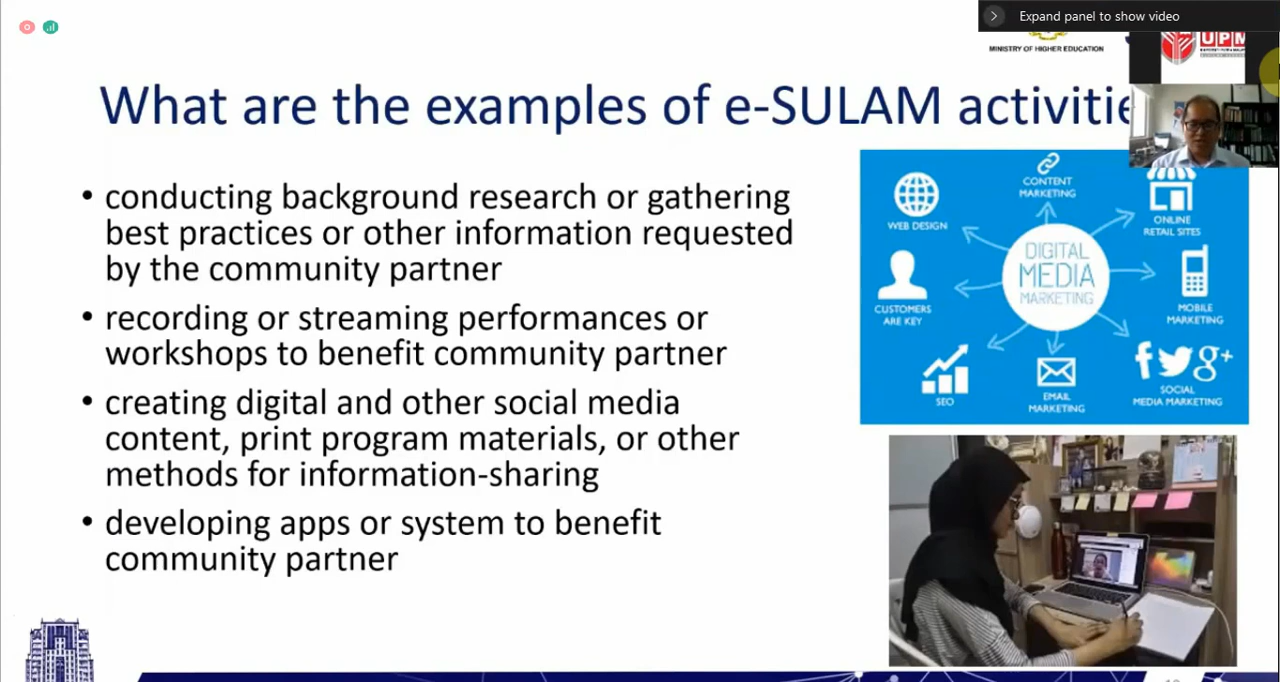 Expand panel to show video
MINISTRY OF HIGHER EDUCATION
UPM
What are the examples of e-SULAM activitie
• conducting background research or gathering
best practices or other information requested
by the community partner
• recording or streaming performances or
workshops to benefit community partner
• creating digital and other social media
content, print program materials, or other
methods for information-sharing
• developing apps or system to benefit
community partner
CONTENT
MARKETING
WEB DESIGN
ONLINE
RETAIL SITES
DIGITAL
MEDIA
MARKETING
CUSTOMERS
ARE KEY
MOBILE
MARKETING
SEO
EMAIL
MARKETING
SOCIAL
MEDIA MARKETING